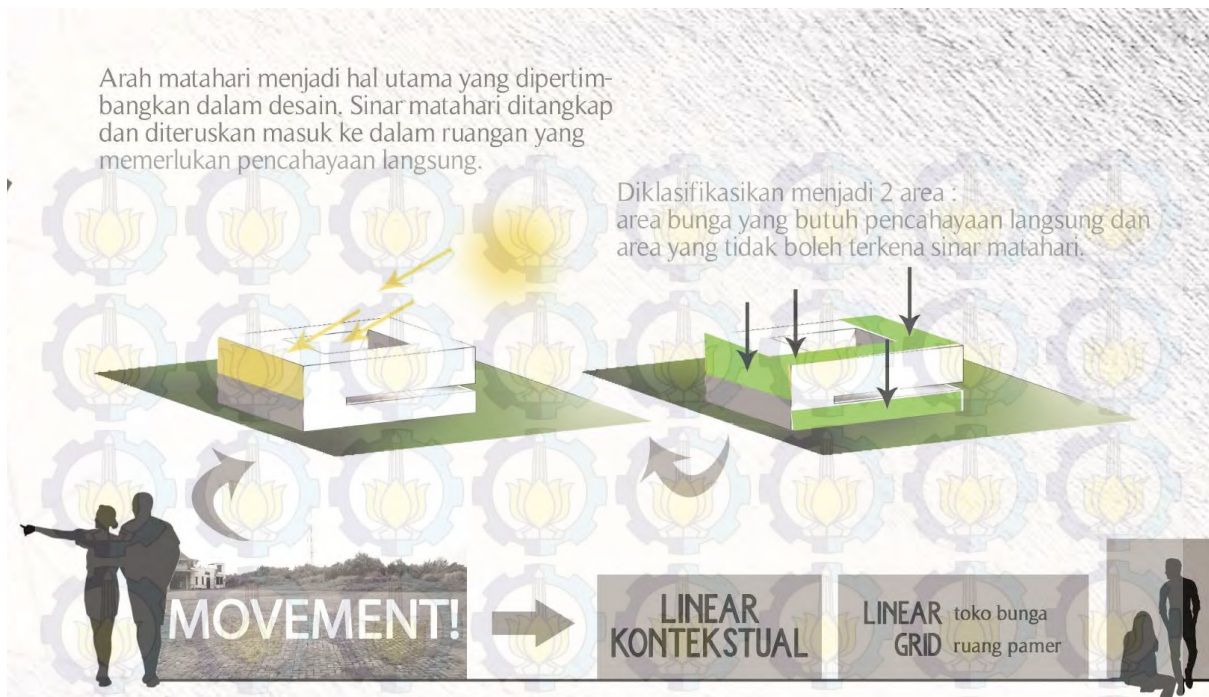 Arah matahari menjadi hal utama yang dipertim-
bangkan dalam desain. Sinar matahari ditangkap
dan diteruskan masuk ke dalam ruangan yang
memerlukan pencahayaan langsung.
Diklasifikasikan menjadi 2 area :
area bunga yang butuh pencahayaan langsung dan
area yang tidak boleh terkena sinar matahari.
MOVEMENT!
LINEAR
KONTEKSTUAL
LINEAR toko bunga
GRID ruang pamer